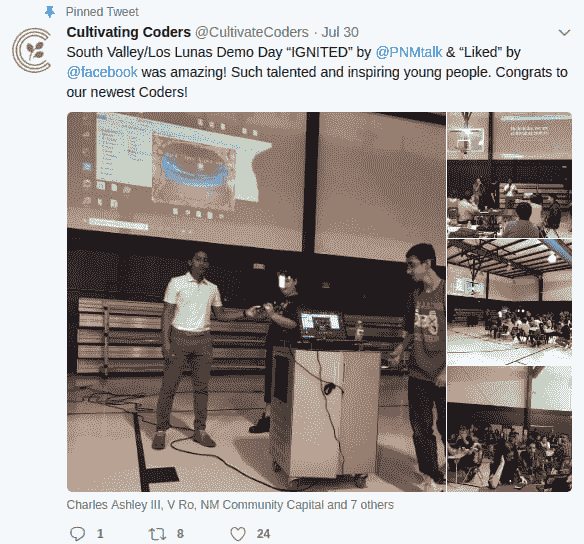 Pinned Tweet
Cultivating Coders @CultivateCoders · Jul 30
South Valley/Los Lunas Demo Day “IGNITED” by @PNMtalk & “Liked” by
@facebook was amazing! Such talented and inspiring young people. Congrats to
our newest Coders!
Charles Ashley III, V Ro, NM Community Capital and 7 others
1 8 24